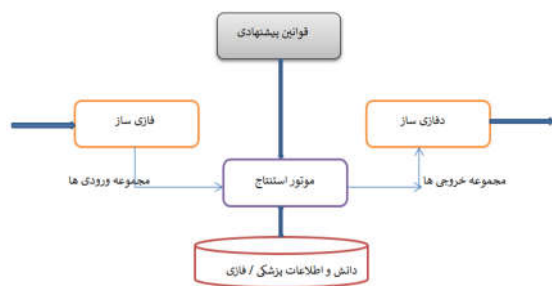 قوانین پیشنهادی
فازی ساز
دفازی ساز
مجموعه ورودی ها
موتور استنتاج
مجموعه خروجی ها
دانش و اطلاعات پزشکی / فازی